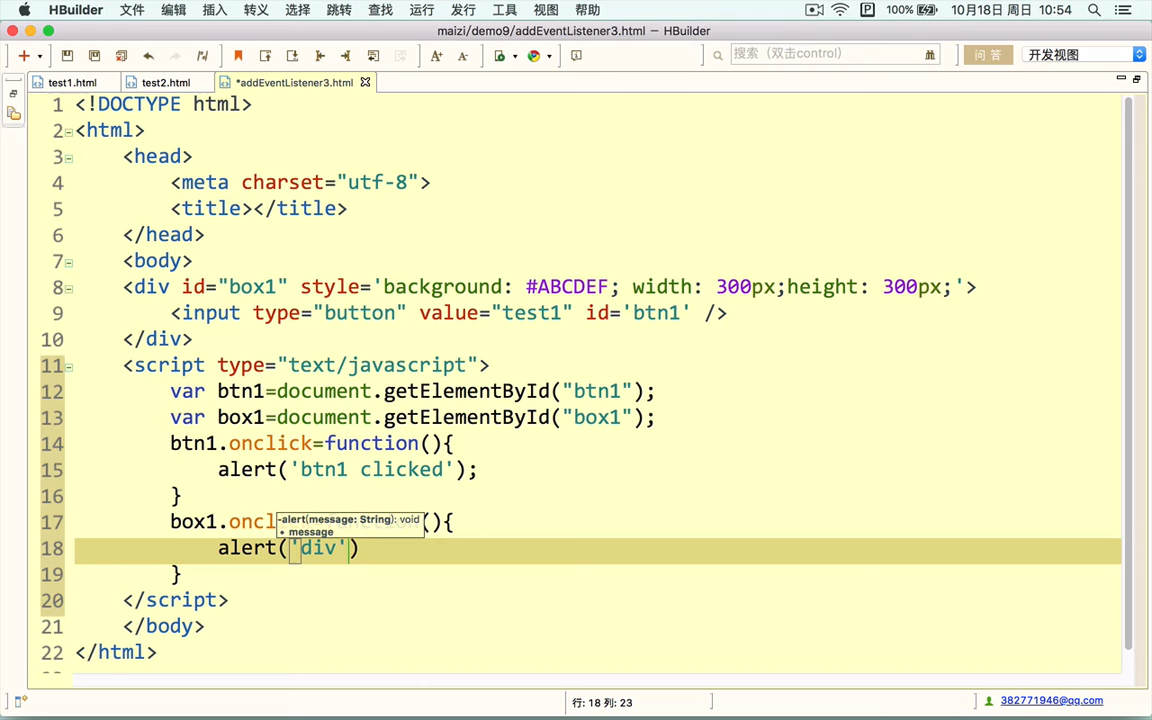 HBuilder 文件 编辑 插入 转义 选择 跳转 查找 运行 发行 工具 视图 帮助 P 100% 10月18日 周日 10:54
maizi/demo9/addEventListener3.html — HBuilder
搜索（双击control） 问 答 开发视图
test1.html test2.html *addEventListener3.html
1 <!DOCTYPE html>
2 <html>
3 <head>
4 <meta charset="utf-8">
5 <title></title>
6 </head>
7 <body>
8 <div id="box1" style='background: #ABCDEF; width: 300px;height: 300px;'>
9 <input type="button" value="test1" id='btn1' />
10 </div>
11 <script type="text/javascript">
12 var btn1=document.getElementById("btn1");
13 var box1=document.getElementById("box1");
14 btn1.onclick=function(){
15 alert('btn1 clicked');
16 }
17 box1.oncl (){
-alert(message: String): void
• message
18 alert('div')
19 }
20 </script>
21 </body>
22 </html>
行: 18 列: 23 382771946@qq.com